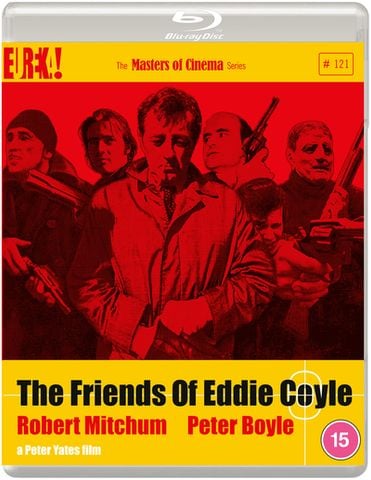 Blu-ray Disc
EUREKA!
The Masters of Cinema Series
# 121
The Friends Of Eddie Coyle
Robert Mitchum Peter Boyle
a Peter Yates film
15